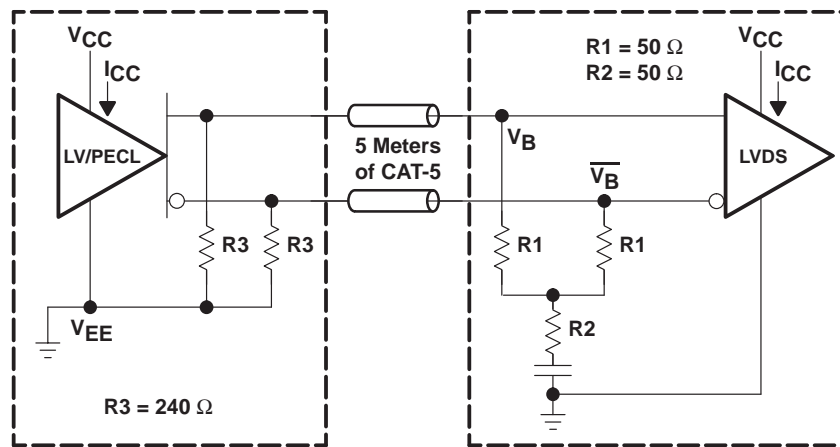 VCC
ICC
LV/PECL
R3
R3
VEE
R3 = 240 Ω
5 Meters
of CAT-5
R1 = 50 Ω
R2 = 50 Ω
VCC
ICC
VB
VB
LVDS
R1
R1
R2